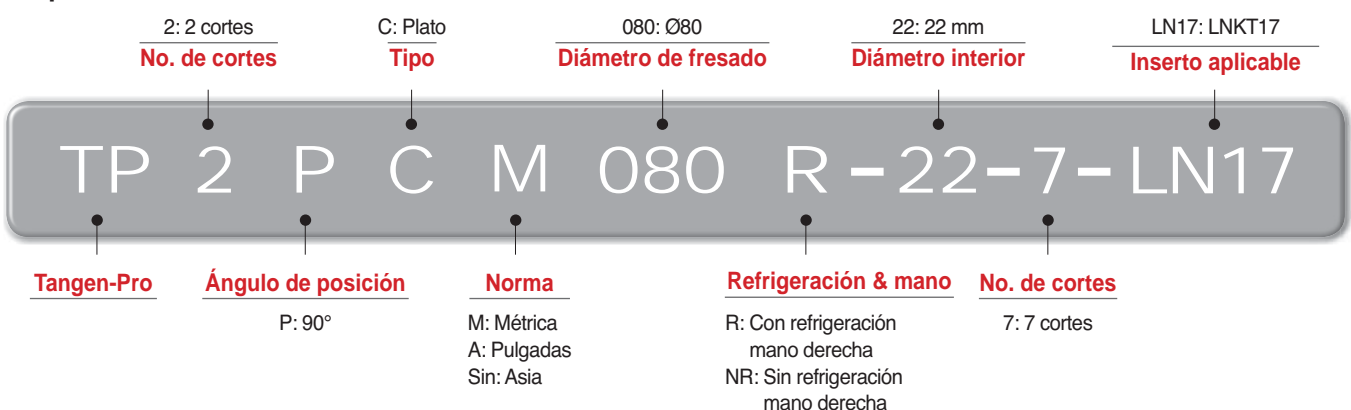 2: 2 cortes
No. de cortes
C: Plato
Tipo
080: Ø80
Diámetro de fresado
22: 22 mm
Diámetro interior
LN17: LNKT17
Inserto aplicable
TP 2 P C M 080 R - 22 - 7 - LN17
Tangen-Pro
Ángulo de posición
P: 90°
Norma
M: Métrica
A: Pulgadas
Sin: Asia
Refrigeración & mano
R: Con refrigeración
mano derecha
NR: Sin refrigeración
mano derecha
No. de cortes
7: 7 cortes